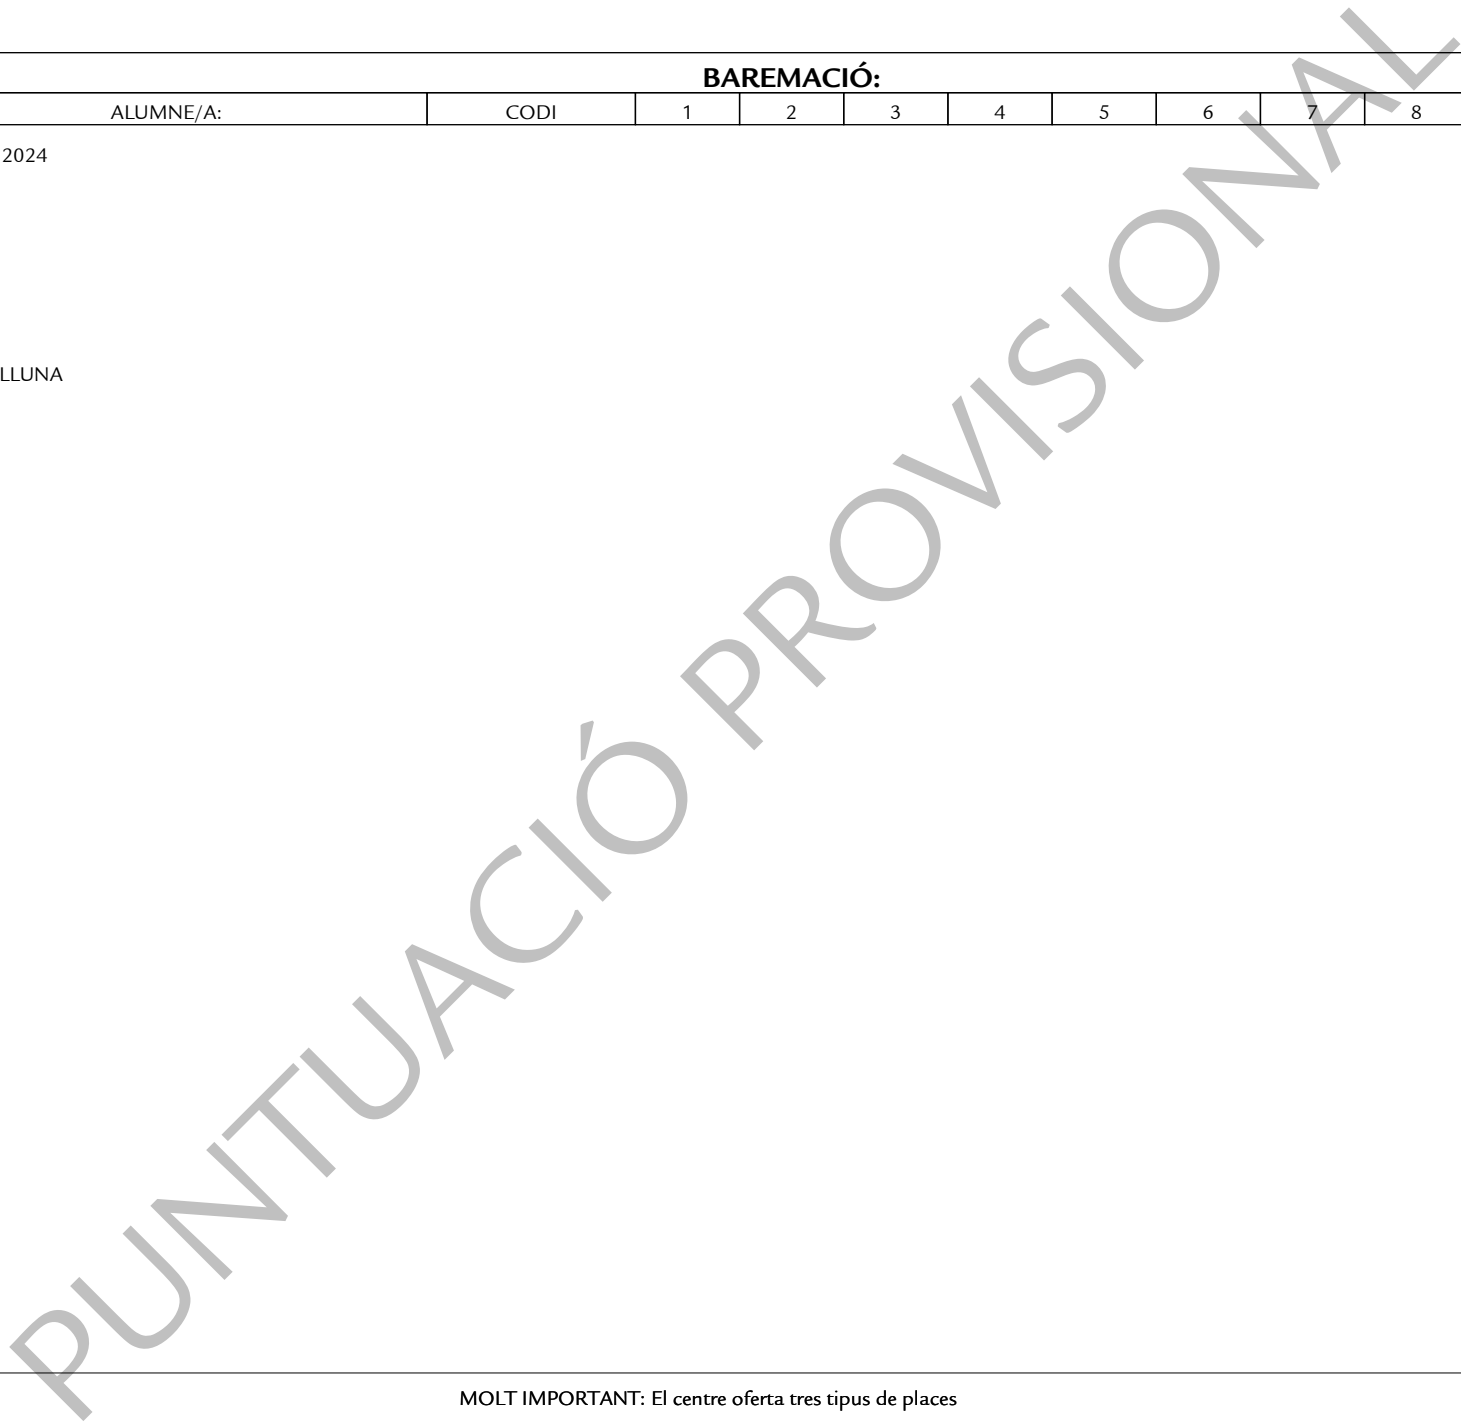 BAREMACIÓ:
ALUMNE/A: CODI 1 2 3 4 5 6 7 8
2024
LLUNA
PUNTUACIÓ PROVISIONAL
MOLT IMPORTANT: El centre oferta tres tipus de places